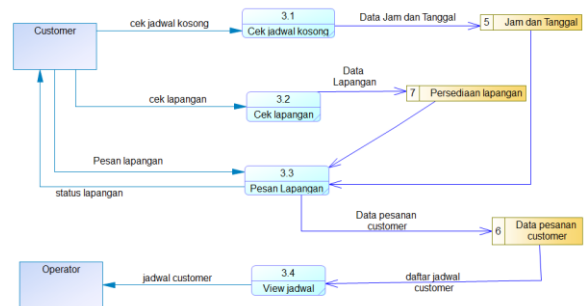 cek jadwal kosong
3.1
Cek jadwal kosong
Data Jam dan Tanggal
5 Jam dan Tanggal
Customer
cek lapangan
3.2
Cek lapangan
Data
Lapangan
7 Persediaan lapangan
Pesan lapangan
status lapangan
3.3
Pesan Lapangan
Data pesanan
customer
6 Data pesanan
customer
Operator
jadwal customer
3.4
View jadwal
daftar jadwal
customer